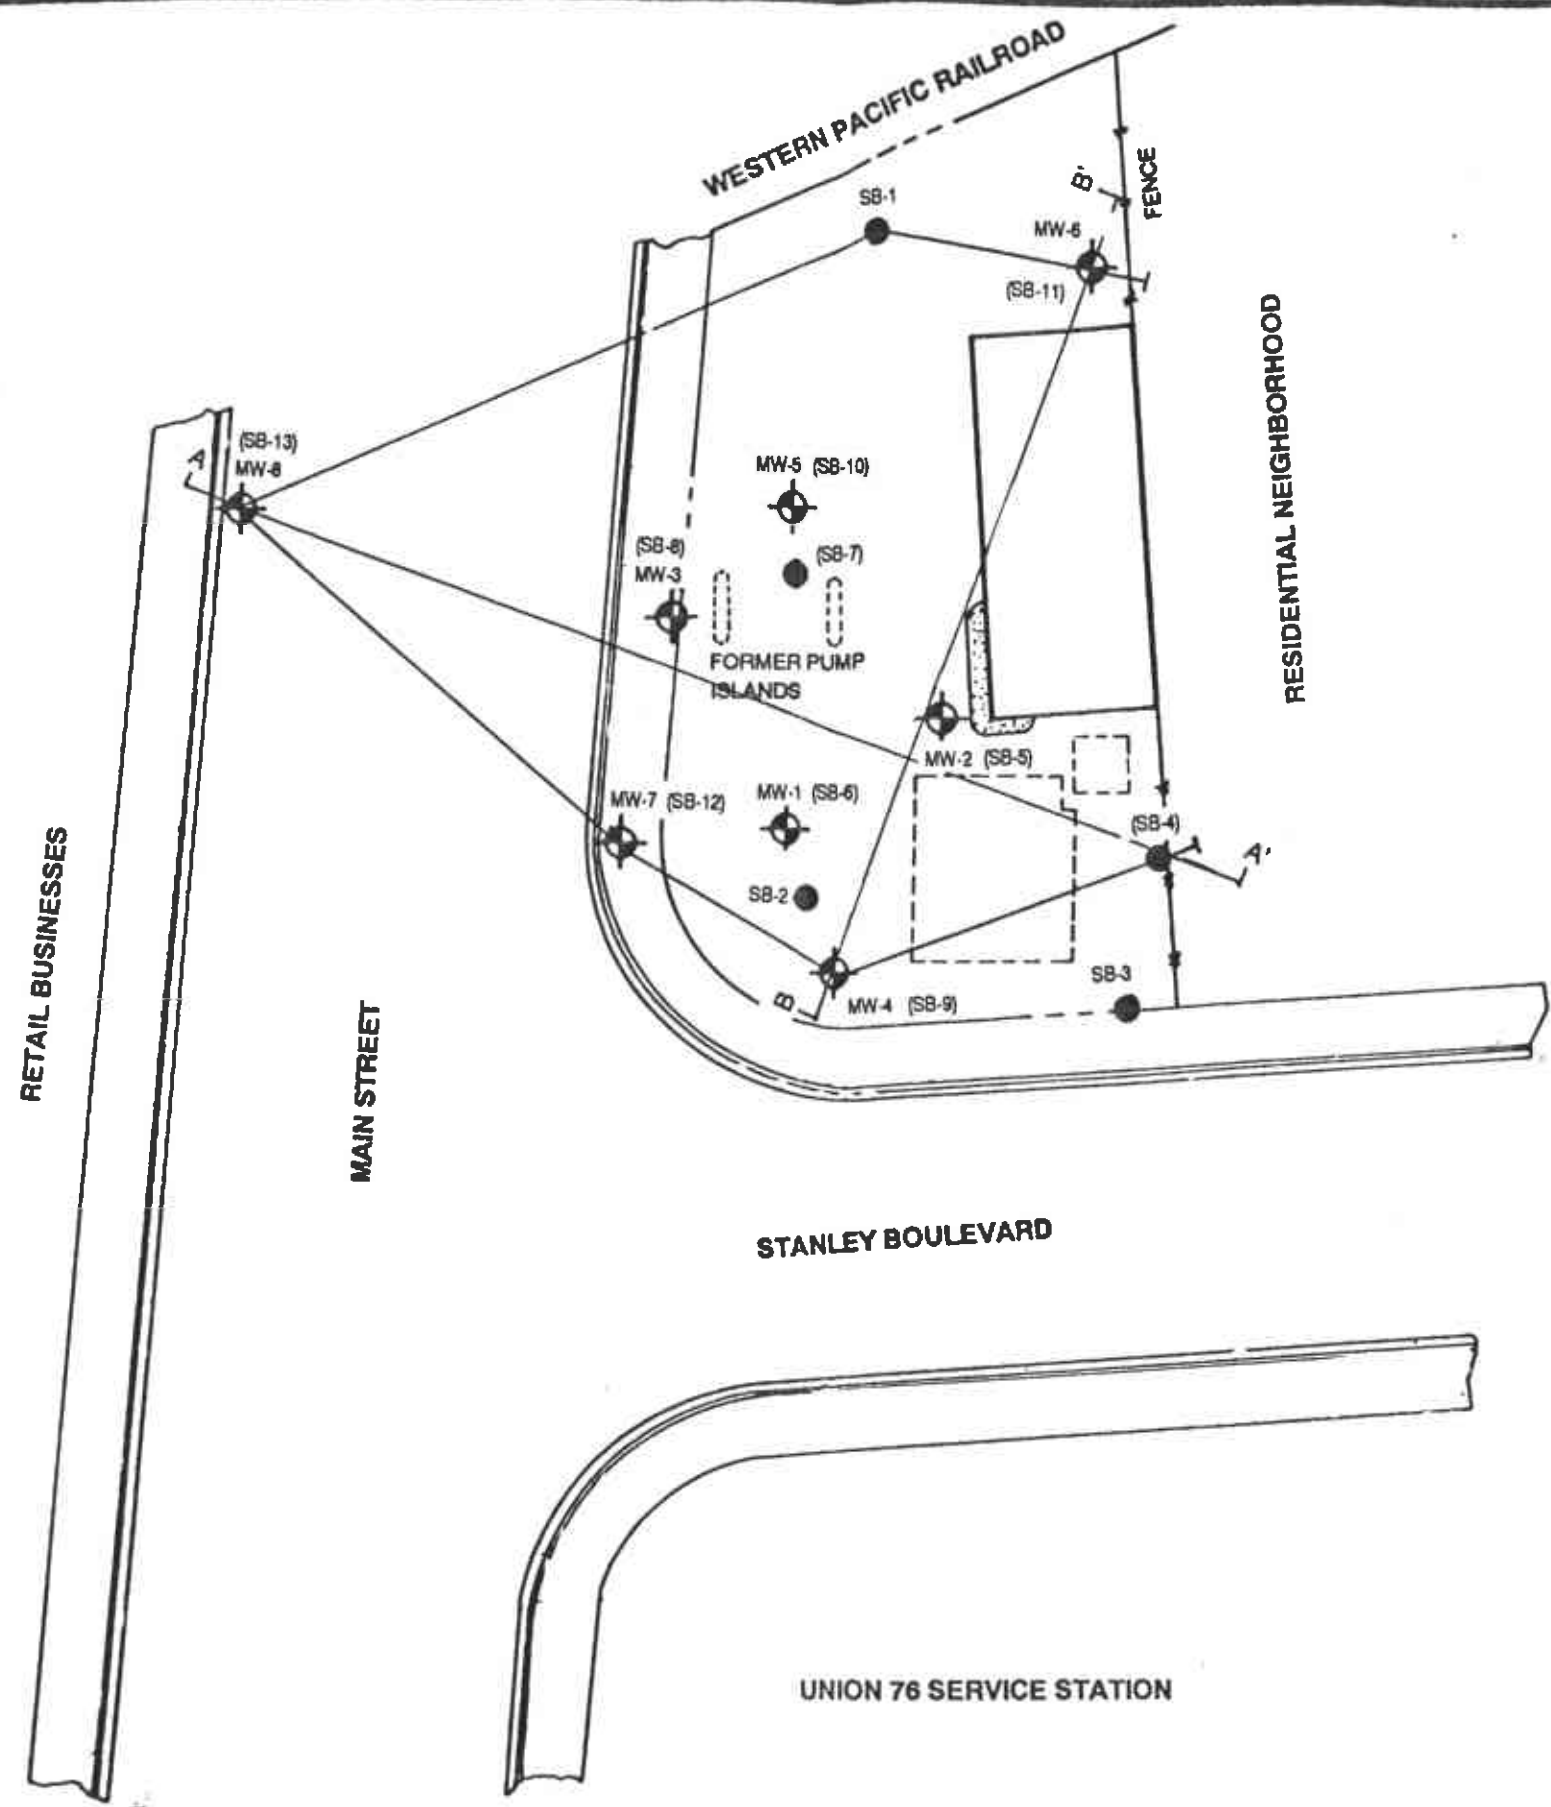 WESTERN PACIFIC RAILROAD
B'
FENCE
SB-1
MW-6
(SB-11)
RESIDENTIAL NEIGHBORHOOD
A
(SB-13)
MW-8
MW-5 (SB-10)
(SB-7)
(SB-8)
MW-3
FORMER PUMP
ISLANDS
MW-2 (SB-5)
MW-7 (SB-12)
MW-1 (SB-6)
(SB-4)
A'
SB-2
SB-3
B
MW-4 (SB-9)
RETAIL BUSINESSES
MAIN STREET
STANLEY BOULEVARD
UNION 76 SERVICE STATION